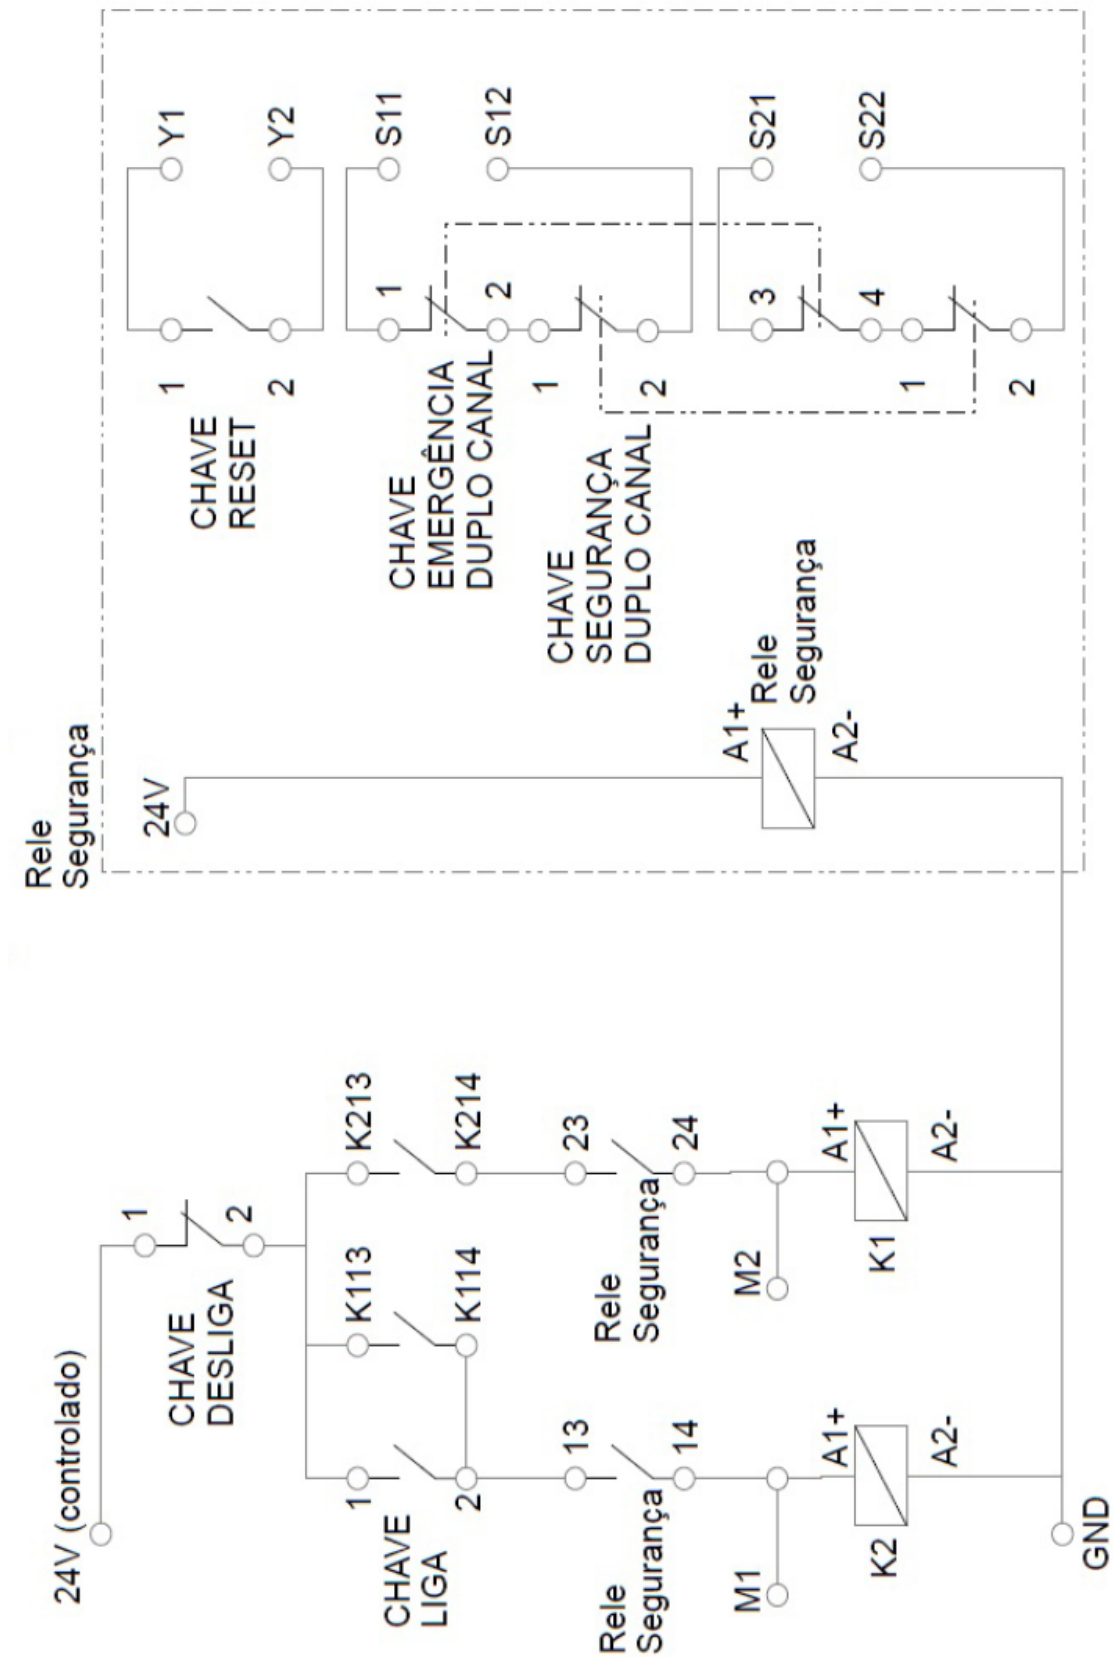 24V (controlado)
CHAVE
DESLIGA
1
2
CHAVE
LIGA
1
2
K113
K114
K213
K214
Rele
Segurança
13
14
Rele
Segurança
23
24
M1
M2
K2
A1+
A2-
K1
A1+
A2-
GND
Rele
Segurança
24V
A1+
A2-
Rele
Segurança
CHAVE
RESET
1
2
Y1
Y2
CHAVE
EMERGÊNCIA
DUPLO CANAL
1
2
S11
S12
CHAVE
SEGURANÇA
DUPLO CANAL
1
2
3
4
S21
S22
1
2